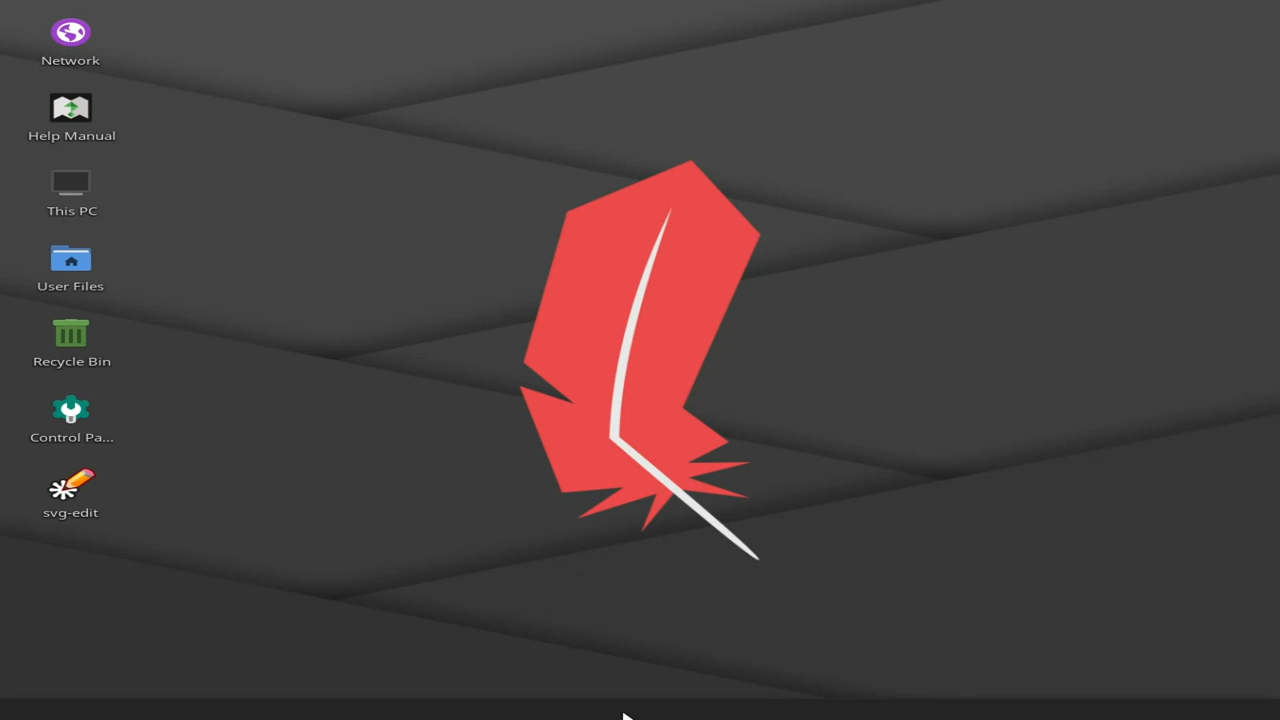 Network
Help Manual
This PC
User Files
Recycle Bin
Control Pa...
svg-edit